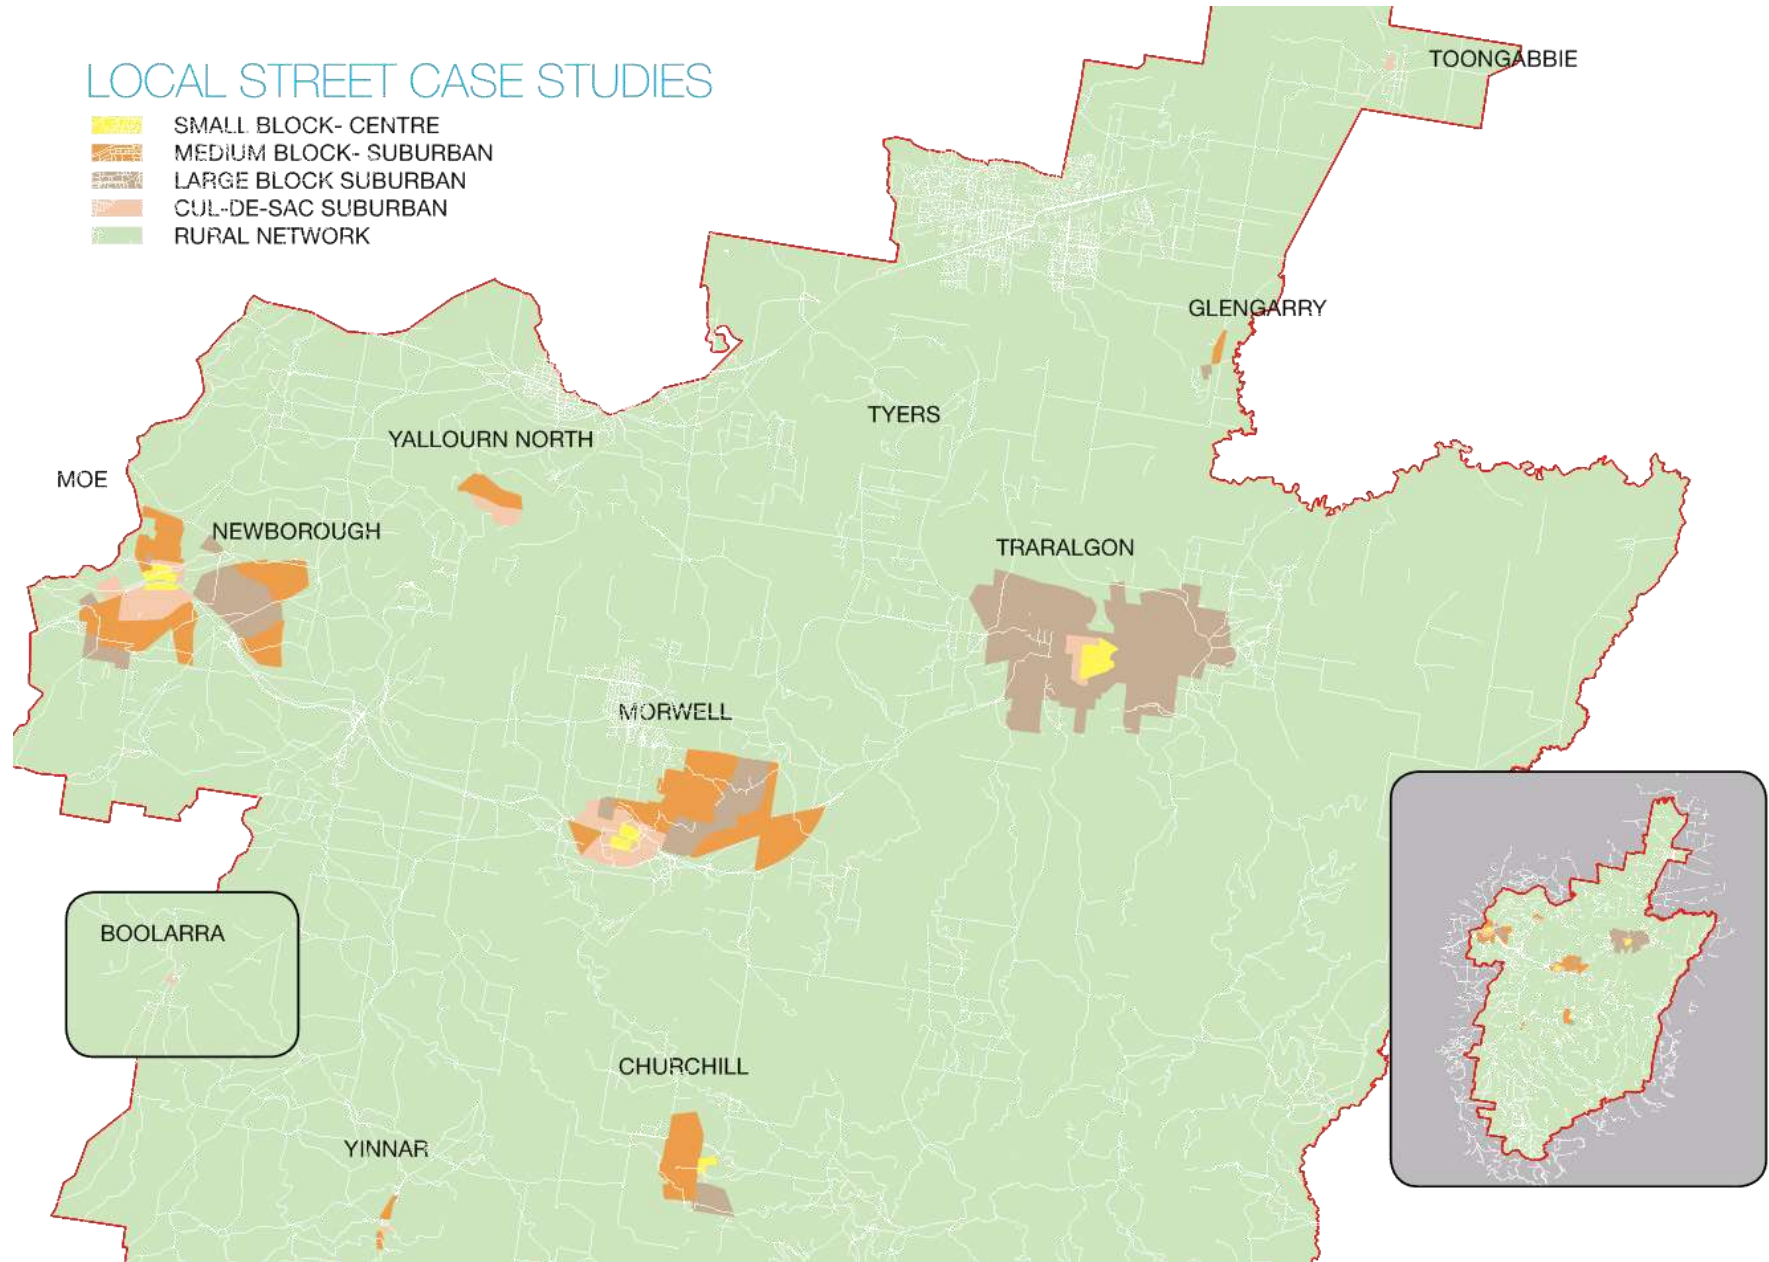 LOCAL STREET CASE STUDIES
SMALL BLOCK- CENTRE
MEDIUM BLOCK- SUBURBAN
LARGE BLOCK SUBURBAN
CUL-DE-SAC SUBURBAN
RURAL NETWORK
TOONGABBIE
GLENGARRY
TYERS
YALLOURN NORTH
MOE
NEWBOROUGH
TRARALGON
MORWELL
BOOLARRA
CHURCHILL
YINNAR